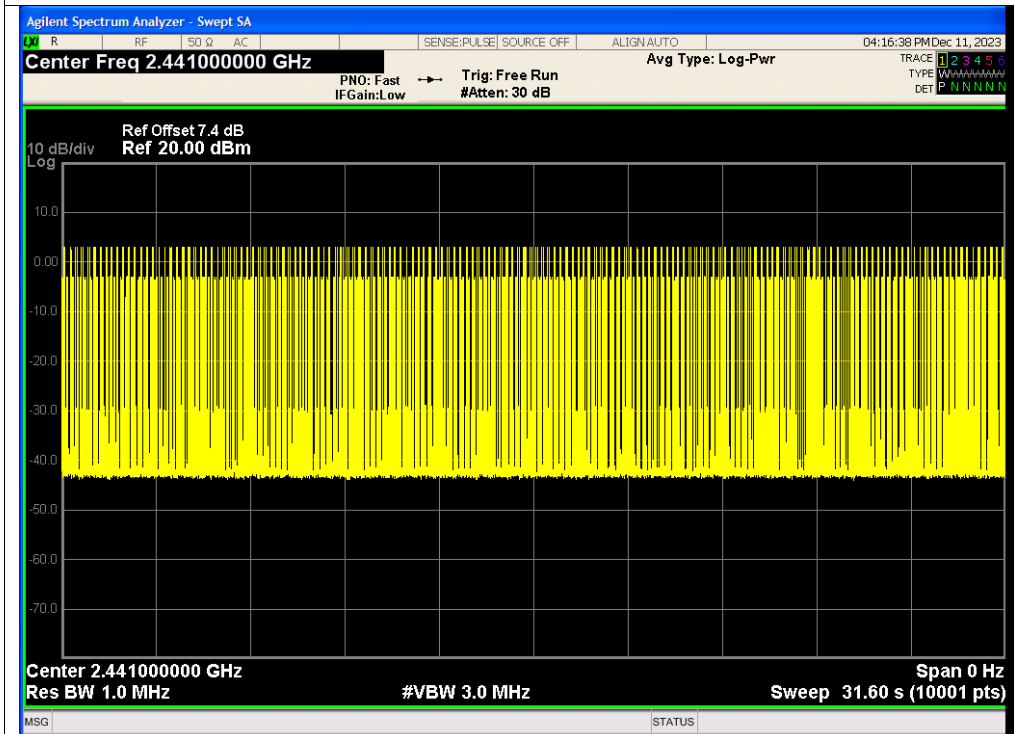 Agilent Spectrum Analyzer - Swept SA
LXI R RF 50 Ω AC SENSE:PULSE SOURCE OFF ALIGN AUTO 04:16:38 PM Dec 11, 2023
Center Freq 2.441000000 GHz Avg Type: Log-Pwr TRACE 1 2 3 4 5 6
PNO: Fast Trig: Free Run TYPE W
IFGain:Low #Atten: 30 dB DET P N N N N N
Ref Offset 7.4 dB
10 dB/div Ref 20.00 dBm
Log
10.0
0.00
-10.0
-20.0
-30.0
-40.0
-50.0
-60.0
-70.0
Center 2.441000000 GHz Span 0 Hz
Res BW 1.0 MHz #VBW 3.0 MHz Sweep 31.60 s (10001 pts)
MSG STATUS